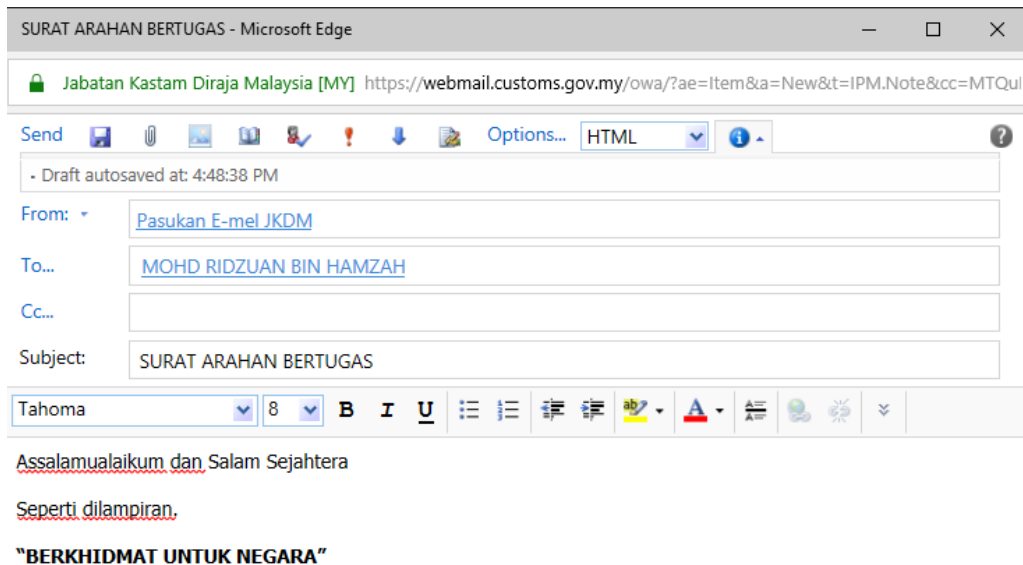 SURAT ARAHAN BERTUGAS - Microsoft Edge
Jabatan Kastam Diraja Malaysia [MY] https://webmail.customs.gov.my/owa/?ae=Item&a=New&t=IPM.Note&cc=MTQu
Send Options... HTML
- Draft autosaved at: 4:48:38 PM
From: Pasukan E-mel JKDM
To... MOHD RIDZUAN BIN HAMZAH
Cc...
Subject: SURAT ARAHAN BERTUGAS
Tahoma 8 B I U ab A
Assalamualaikum dan Salam Sejahtera
Seperti dilampiran.
“BERKHIDMAT UNTUK NEGARA”